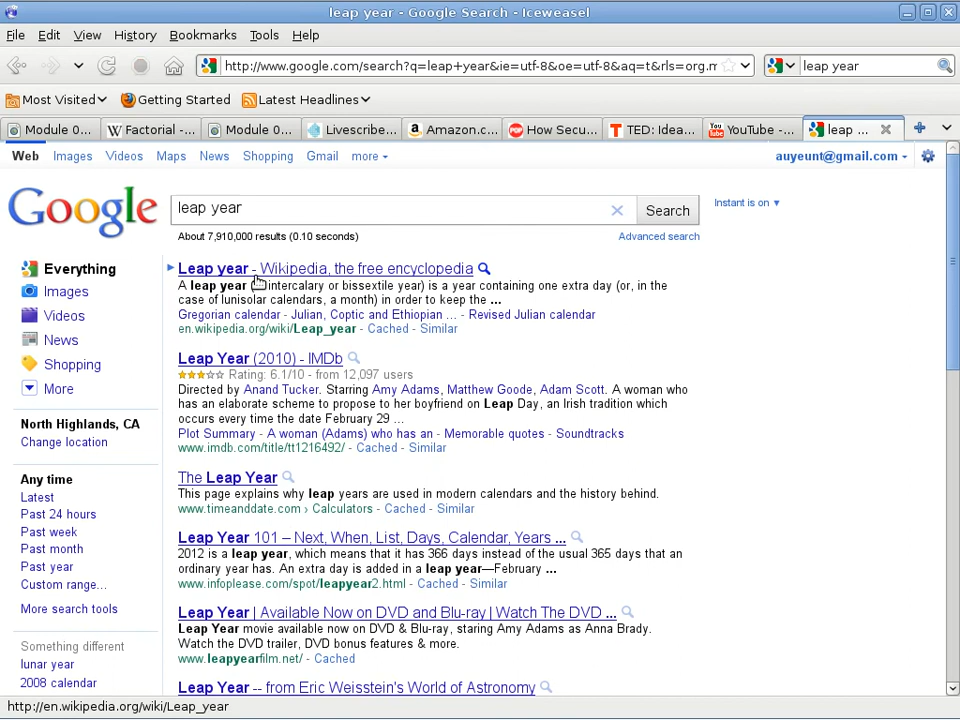 leap year - Google Search - Iceweasel
File Edit View History Bookmarks Tools Help
http://www.google.com/search?q=leap+year&ie=utf-8&oe=utf-8&aq=t&rls=org.m
leap year
Most Visited Getting Started Latest Headlines
Module 0... Factorial -... Module 0... Livescribe... Amazon.c... How Secu... TED: Idea... YouTube -... leap ...
Web Images Videos Maps News Shopping Gmail more
auyeunt@gmail.com
Google
leap year
Search
Instant is on ▼
About 7,910,000 results (0.10 seconds)
Advanced search
Everything
Images
Videos
News
Shopping
More
North Highlands, CA
Change location
Any time
Latest
Past 24 hours
Past week
Past month
Past year
Custom range...
More search tools
Something different
lunar year
2008 calendar
Leap year - Wikipedia, the free encyclopedia
A leap year ( intercalary or bissextile year) is a year containing one extra day (or, in the
case of lunisolar calendars, a month) in order to keep the ...
Gregorian calendar - Julian, Coptic and Ethiopian ... - Revised Julian calendar
en.wikipedia.org/wiki/Leap_year - Cached - Similar
Leap Year (2010) - IMDb
Rating: 6.1/10 - from 12,097 users
Directed by Anand Tucker. Starring Amy Adams, Matthew Goode, Adam Scott. A woman who
has an elaborate scheme to propose to her boyfriend on Leap Day, an Irish tradition which
occurs every time the date February 29 ...
Plot Summary - A woman (Adams) who has an - Memorable quotes - Soundtracks
www.imdb.com/title/tt1216492/ - Cached - Similar
The Leap Year
This page explains why leap years are used in modern calendars and the history behind.
www.timeanddate.com › Calculators - Cached - Similar
Leap Year 101 – Next, When, List, Days, Calendar, Years ...
2012 is a leap year, which means that it has 366 days instead of the usual 365 days that an
ordinary year has. An extra day is added in a leap year—February ...
www.infoplease.com/spot/leapyear2.html - Cached - Similar
Leap Year | Available Now on DVD and Blu-ray | Watch The DVD ...
Leap Year movie available now on DVD & Blu-ray, staring Amy Adams as Anna Brady.
Watch the DVD trailer, DVD bonus features & more.
www.leapyearfilm.net/ - Cached
Leap Year -- from Eric Weisstein's World of Astronomy
http://en.wikipedia.org/wiki/Leap_year